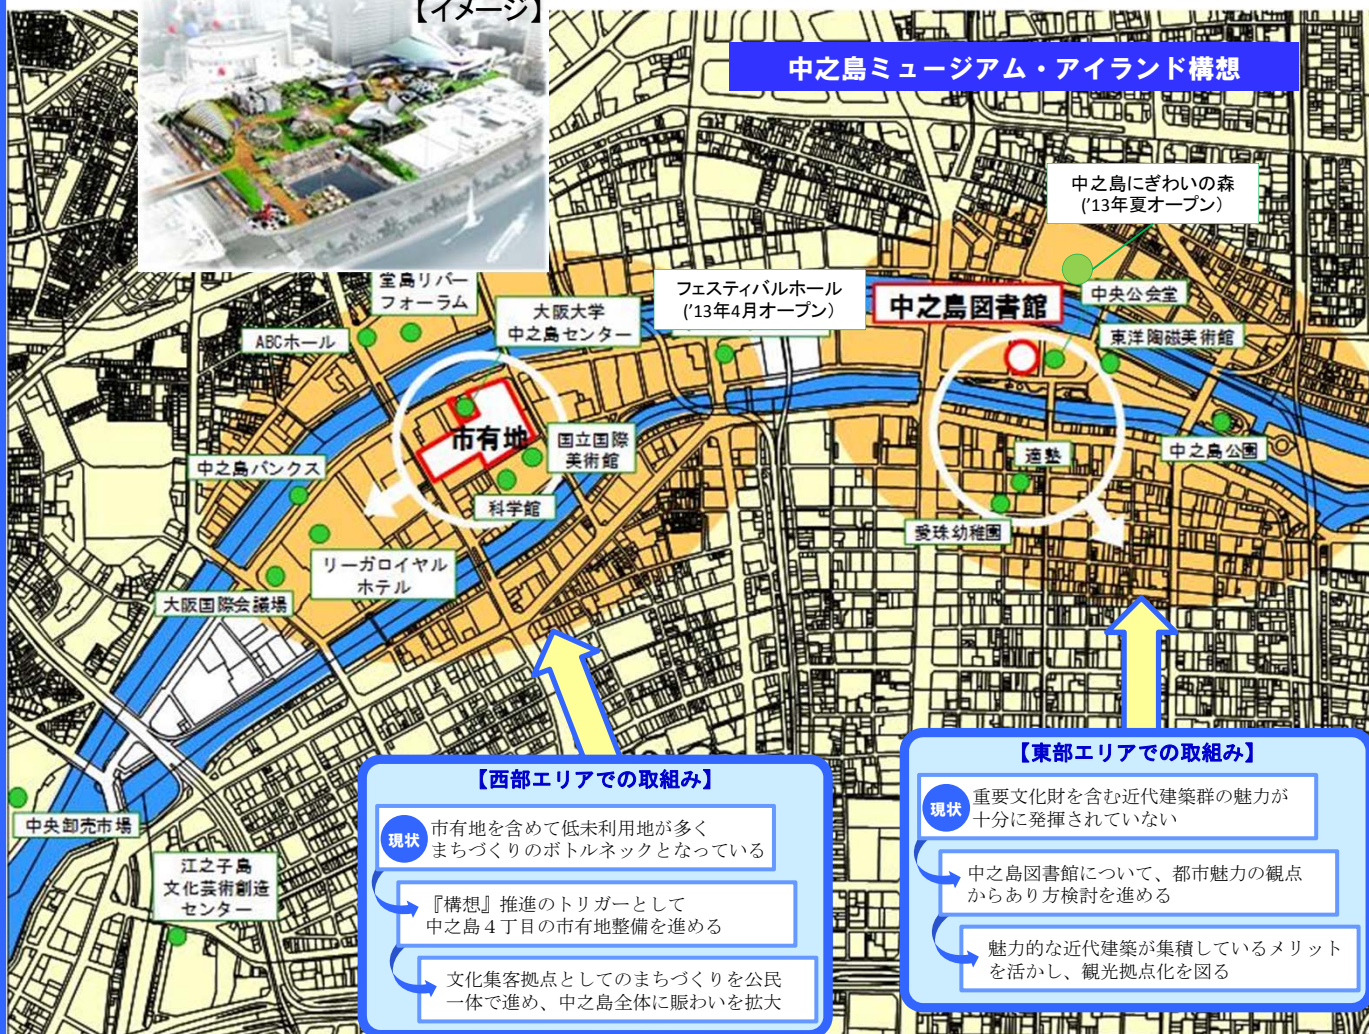 【イメージ】
中之島ミュージアム・アイランド構想
中之島にぎわいの森
('13年夏オープン)
堂島リバー
フォーラム
大阪大学
中之島センター
フェスティバルホール
('13年4月オープン)
中之島図書館
中央公会堂
ABCホール
東洋陶磁美術館
市有地
国立国際
美術館
中之島バンクス
科学館
適塾
中之島公園
愛珠幼稚園
リーガロイヤル
ホテル
大阪国際会議場
中央卸売市場
江之子島
文化芸術創造
センター
【西部エリアでの取組み】
現状
市有地を含めて低未利用地が多く
まちづくりのボトルネックとなっている
『構想』推進のトリガーとして
中之島4丁目の市有地整備を進める
文化集客拠点としてのまちづくりを公民
一体で進め、中之島全体に賑わいを拡大
【東部エリアでの取組み】
現状
重要文化財を含む近代建築群の魅力が
十分に発揮されていない
中之島図書館について、都市魅力の観点
からあり方検討を進める
魅力的な近代建築が集積しているメリット
を活かし、観光拠点化を図る